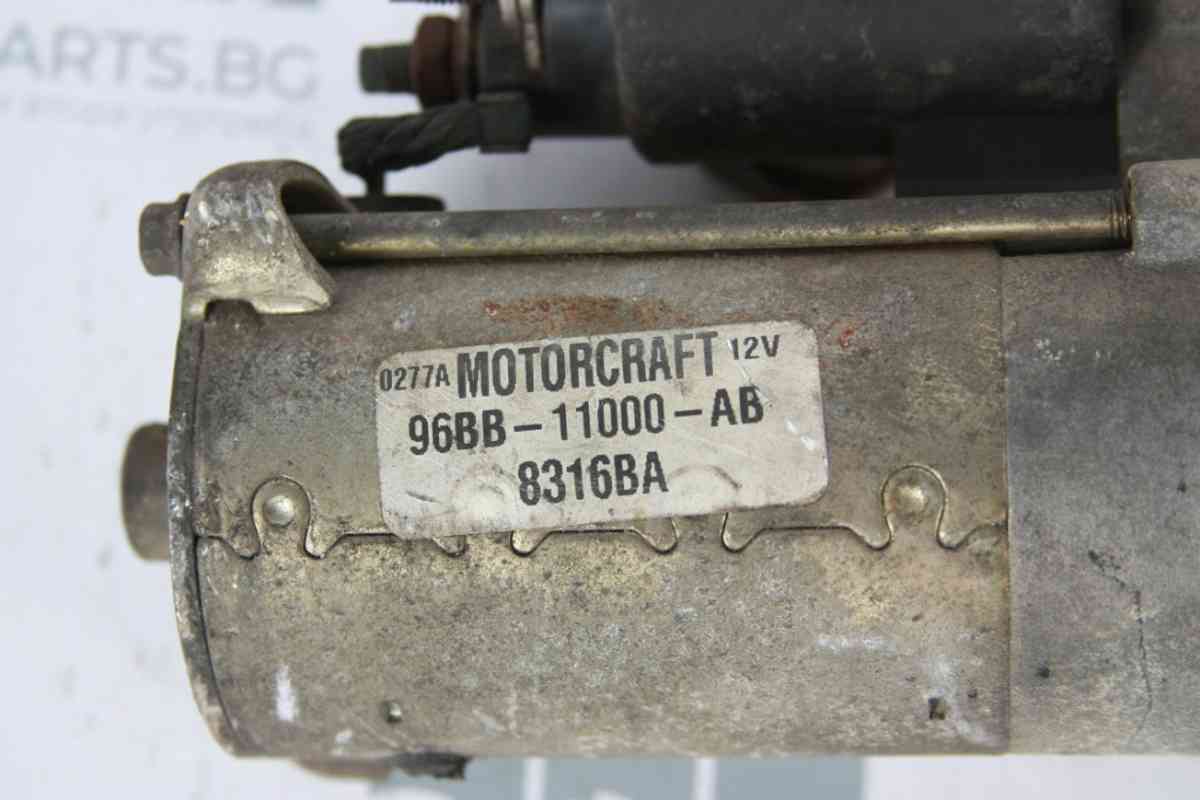 ARTS.BG
0277A MOTORCRAFT 12V
96BB-11000-AB
8316BA